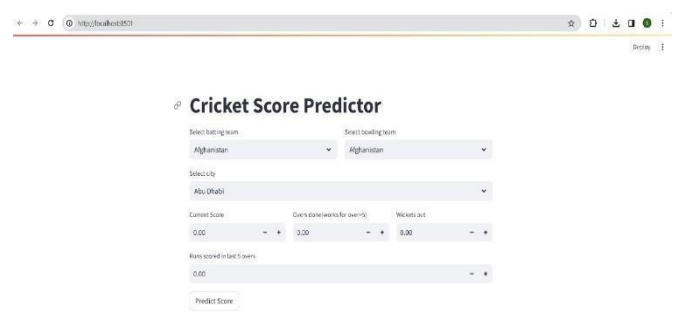 http://localhost:8501
Deploy
Cricket Score Predictor
Select batting team Select bowling team
Afghanistan Afghanistan
Select city
Abu Dhabi
Current Score Overs done(works for over>5) Wickets out
0.00 - + 0.00 - + 0.00 - +
Runs scored in last 5 overs
0.00 - +
Predict Score